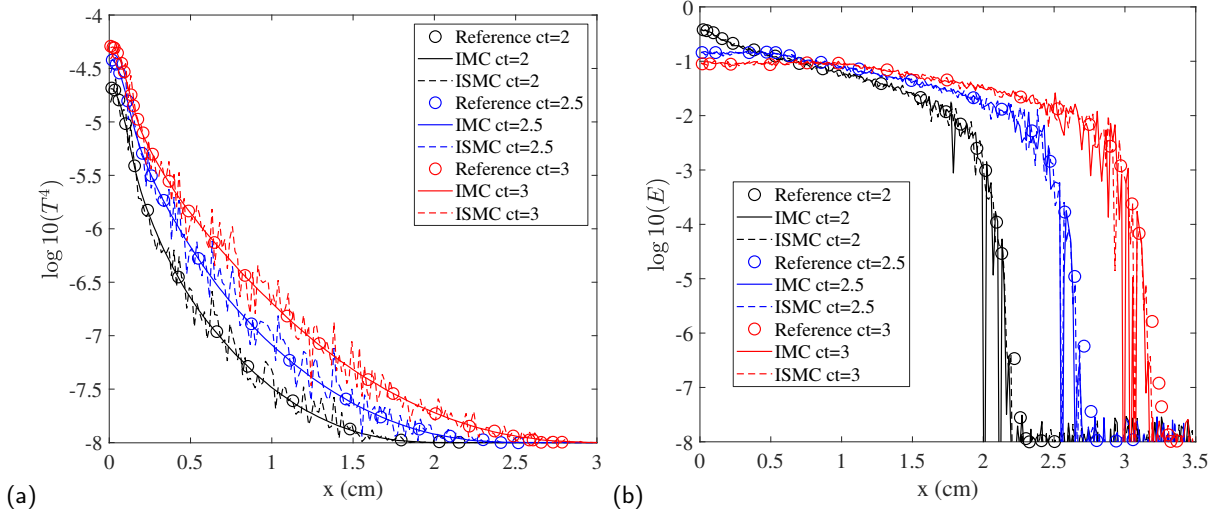 -4
-4.5
-5
-5.5
-6
-6.5
-7
-7.5
-8
log 10(T⁴)
0 0.5 1 1.5 2 2.5 3
x (cm)
(a)
Reference ct=2
IMC ct=2
ISMC ct=2
Reference ct=2.5
IMC ct=2.5
ISMC ct=2.5
Reference ct=3
IMC ct=3
ISMC ct=3
0
-1
-2
-3
-4
-5
-6
-7
-8
log 10(E)
0 0.5 1 1.5 2 2.5 3 3.5
x (cm)
(b)
Reference ct=2
IMC ct=2
ISMC ct=2
Reference ct=2.5
IMC ct=2.5
ISMC ct=2.5
Reference ct=3
IMC ct=3
ISMC ct=3